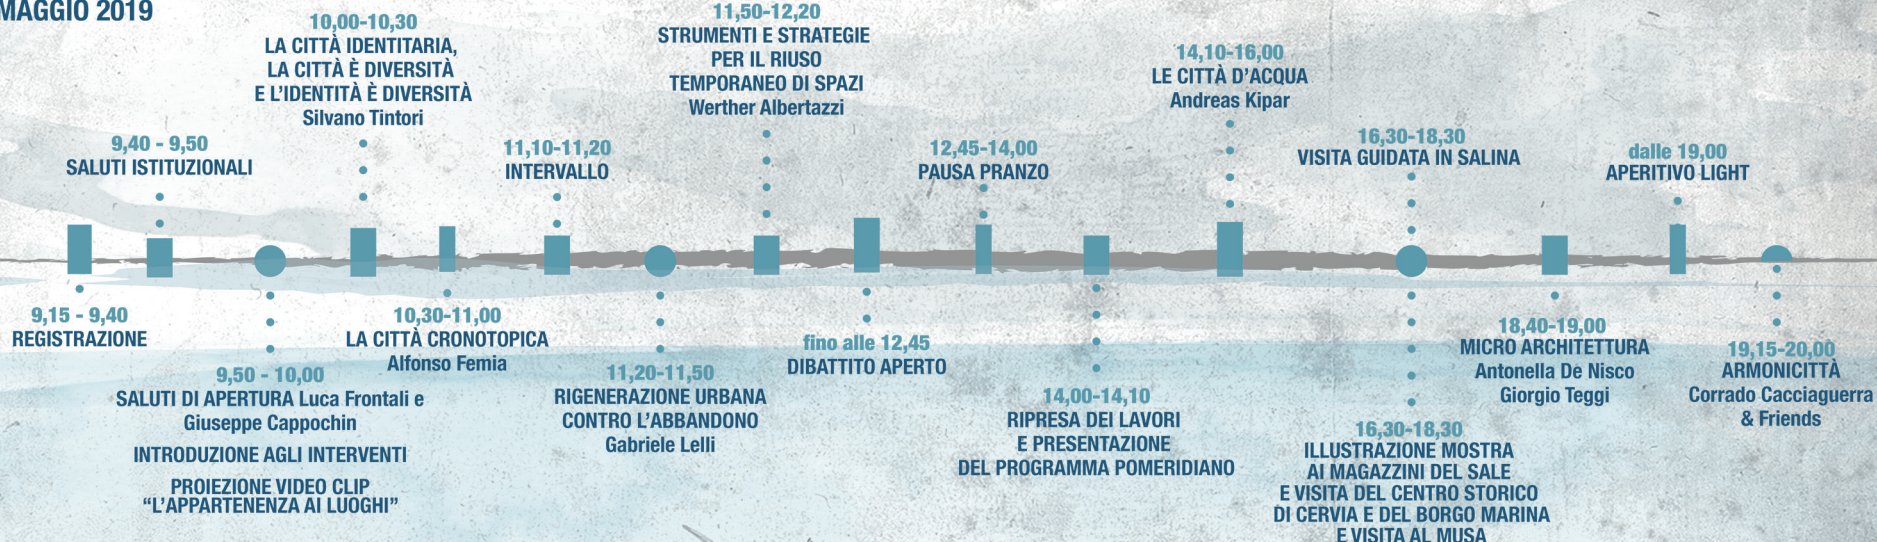 MAGGIO 2019
9,15 - 9,40
REGISTRAZIONE
9,40 - 9,50
SALUTI ISTITUZIONALI
9,50 - 10,00
SALUTI DI APERTURA Luca Frontali e
Giuseppe Cappochin
INTRODUZIONE AGLI INTERVENTI
PROIEZIONE VIDEO CLIP
“L’APPARTENENZA AI LUOGHI”
10,00-10,30
LA CITTÀ IDENTITARIA,
LA CITTÀ È DIVERSITÀ
E L’IDENTITÀ È DIVERSITÀ
Silvano Tintori
10,30-11,00
LA CITTÀ CRONOTOPICA
Alfonso Femia
11,10-11,20
INTERVALLO
11,20-11,50
RIGENERAZIONE URBANA
CONTRO L’ABBANDONO
Gabriele Lelli
11,50-12,20
STRUMENTI E STRATEGIE
PER IL RIUSO
TEMPORANEO DI SPAZI
Werther Albertazzi
fino alle 12,45
DIBATTITO APERTO
12,45-14,00
PAUSA PRANZO
14,00-14,10
RIPRESA DEI LAVORI
E PRESENTAZIONE
DEL PROGRAMMA POMERIDIANO
14,10-16,00
LE CITTÀ D’ACQUA
Andreas Kipar
16,30-18,30
VISITA GUIDATA IN SALINA
16,30-18,30
ILLUSTRAZIONE MOSTRA
AI MAGAZZINI DEL SALE
E VISITA DEL CENTRO STORICO
DI CERVIA E DEL BORGO MARINA
E VISITA AL MUSA
18,40-19,00
MICRO ARCHITETTURA
Antonella De Nisco
Giorgio Teggi
dalle 19,00
APERITIVO LIGHT
19,15-20,00
ARMONICITTÀ
Corrado Cacciaguerra
& Friends